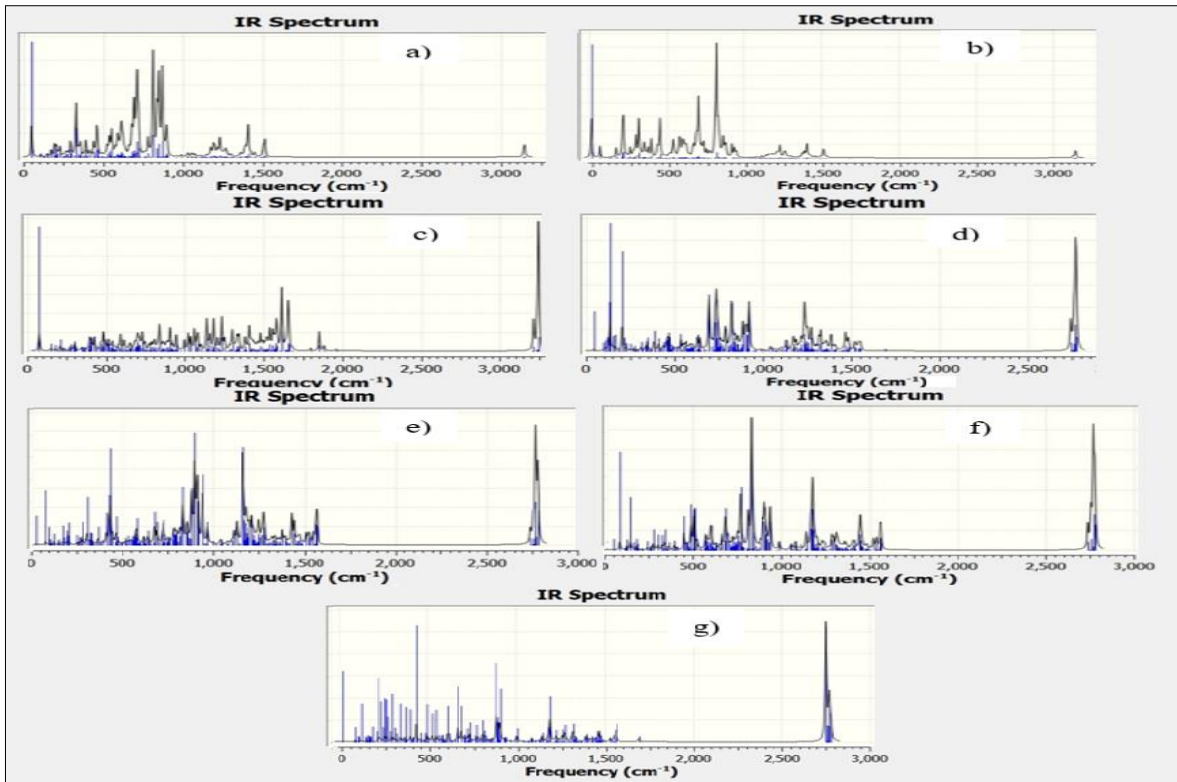 IR Spectrum IR Spectrum
a) b)
0 500 1,000 1,500 2,000 2,500 3,000 0 500 1,000 1,500 2,000 2,500 3,000
Frequency (cm⁻¹) Frequency (cm⁻¹)
IR Spectrum IR Spectrum
c) d)
0 500 1,000 1,500 2,000 2,500 3,000 0 500 1,000 1,500 2,000 2,500
Frequency (cm⁻¹) Frequency (cm⁻¹)
IR Spectrum IR Spectrum
e) f)
0 500 1,000 1,500 2,000 2,500 3,000 0 500 1,000 1,500 2,000 2,500 3,000
Frequency (cm⁻¹) Frequency (cm⁻¹)
IR Spectrum
g)
0 500 1,000 1,500 2,000 2,500 3,000
Frequency (cm⁻¹)